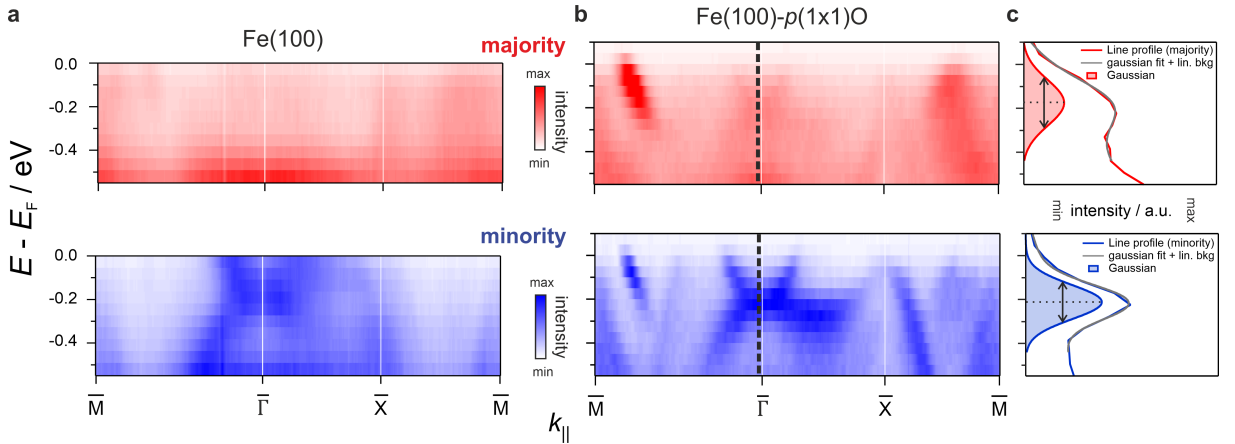 a
Fe(100)
majority
max
intensity
min
0.0
-0.2
-0.4
E - E_F / eV
minority
max
intensity
min
0.0
-0.2
-0.4
M̅
Γ̅
X̅
M̅
k_||
b
Fe(100)-p(1x1)O
M̅
Γ̅
X̅
M̅
c
Line profile (majority)
gaussian fit + lin. bkg
Gaussian
min
intensity / a.u.
max
Line profile (minority)
gaussian fit + lin. bkg
Gaussian